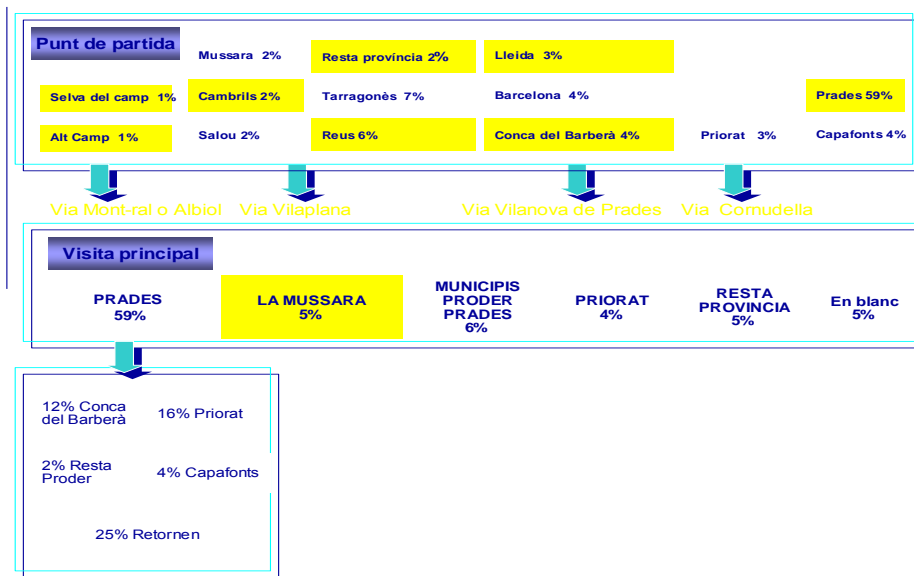 Punt de partida
Mussara 2%
Resta província 2%
Lleida 3%
Selva del camp 1%
Cambrils 2%
Tarragonès 7%
Barcelona 4%
Prades 59%
Alt Camp 1%
Salou 2%
Reus 6%
Conca del Barberà 4%
Priorat 3%
Capafonts 4%
Via Mont-ral o Albiol
Via Vilaplana
Via Vilanova de Prades
Via Cornudella
Visita principal
PRADES
59%
LA MUSSARA
5%
MUNICIPIS
PRODER
PRADES
6%
PRIORAT
4%
RESTA
PROVINCIA
5%
En blanc
5%
12% Conca
del Barberà
16% Priorat
2% Resta
Proder
4% Capafonts
25% Retornen